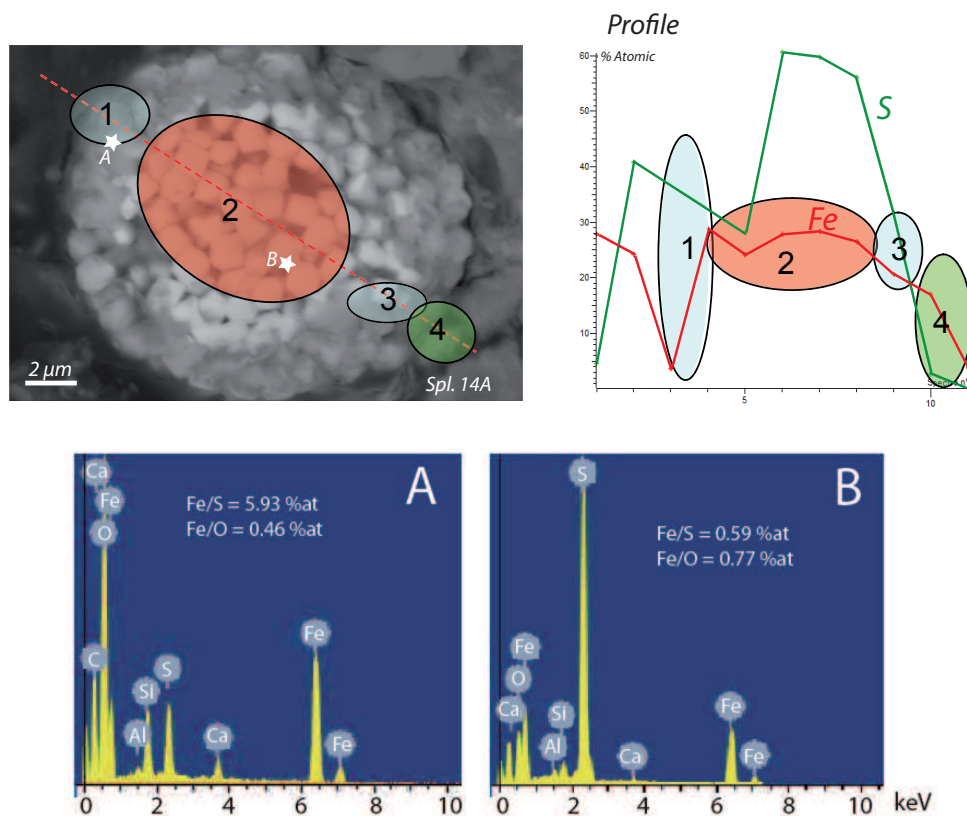 Profile
1
A
2
B
3
4
2 µm
Spl. 14A
60
% Atomic
50
40
30
20
10
S
Fe
1
2
3
4
5
10
A
Fe/S = 5.93 %at
Fe/O = 0.46 %at
Ca
Fe
O
C
Al
Si
S
Ca
Fe
Fe
0 2 4 6 8 10
B
Fe/S = 0.59 %at
Fe/O = 0.77 %at
S
Fe
O
Ca
Si
Al
Ca
Fe
Fe
0 2 4 6 8 10 keV